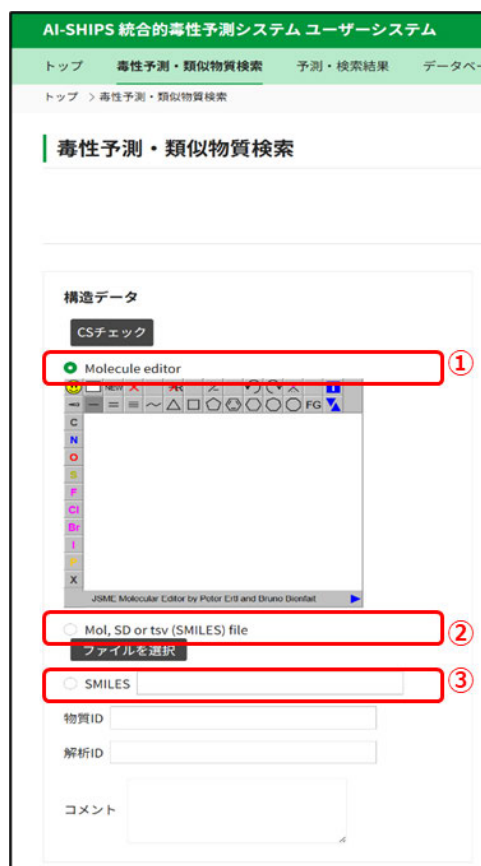 AI-SHIPS 統合的毒性予測システム ユーザーシステム
トップ 毒性予測・類似物質検索 予測・検索結果 データベー
トップ > 毒性予測・類似物質検索
毒性予測・類似物質検索
構造データ
CSチェック
Molecule editor ①
NEW
FG
C
N
O
S
F
Cl
Br
I
P
X
JSME Molecular Editor by Peter Ertl and Bruno Bienfait
Mol, SD or tsv (SMILES) file ②
ファイルを選択
SMILES ③
物質ID
解析ID
コメント